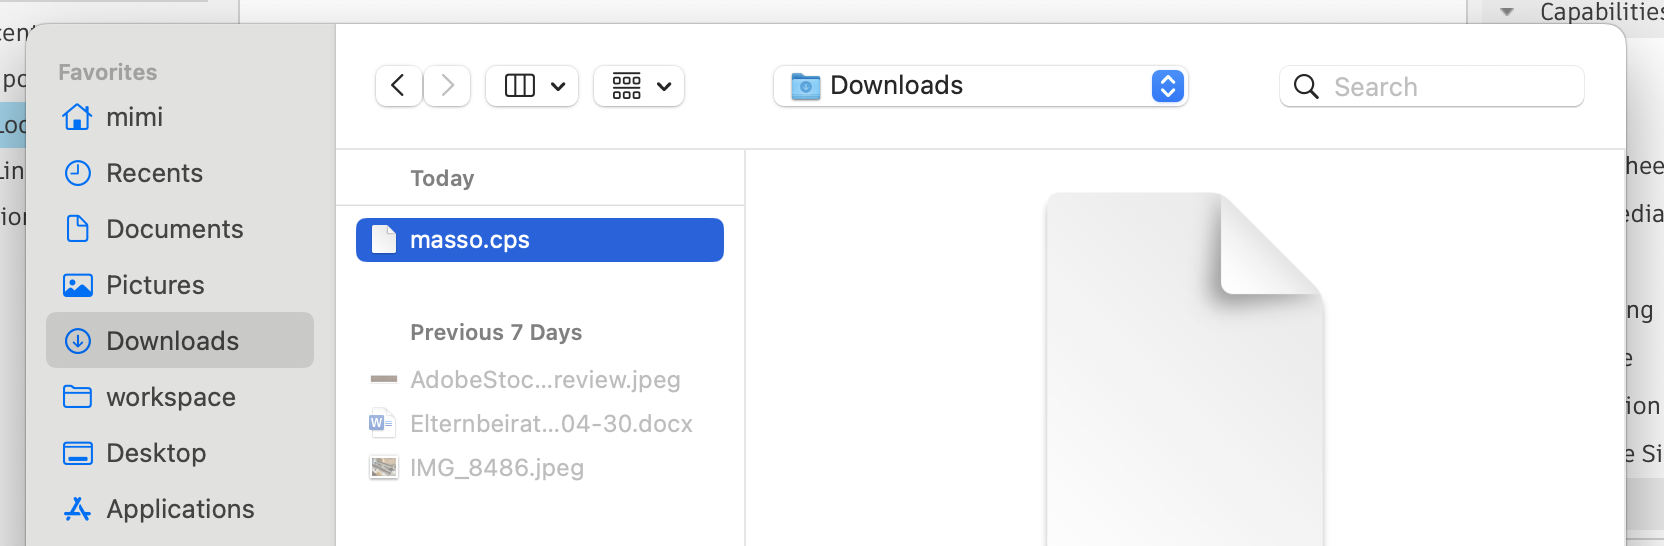 Capabilities
Favorites
mimi
Recents
Documents
Pictures
Downloads
workspace
Desktop
Applications
Downloads
Search
Today
masso.cps
Previous 7 Days
AdobeStoc...review.jpeg
Elternbeirat...04-30.docx
IMG_8486.jpeg